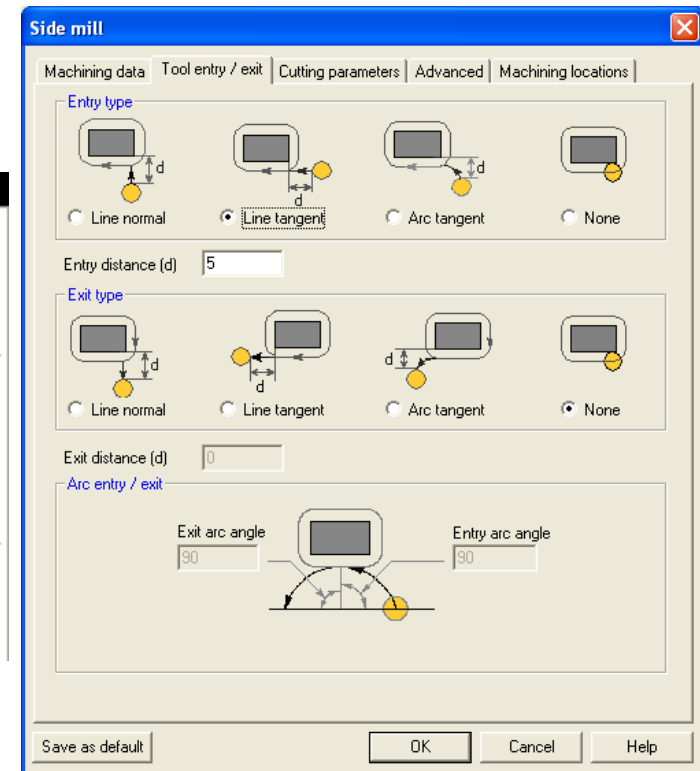 Side mill
Machining data Tool entry / exit Cutting parameters Advanced Machining locations
Entry type
d d d
Line normal Line tangent Arc tangent None
Entry distance (d) 5
Exit type
d d d
Line normal Line tangent Arc tangent None
Exit distance (d) 0
Arc entry / exit
Exit arc angle Entry arc angle
90 90
Save as default OK Cancel Help